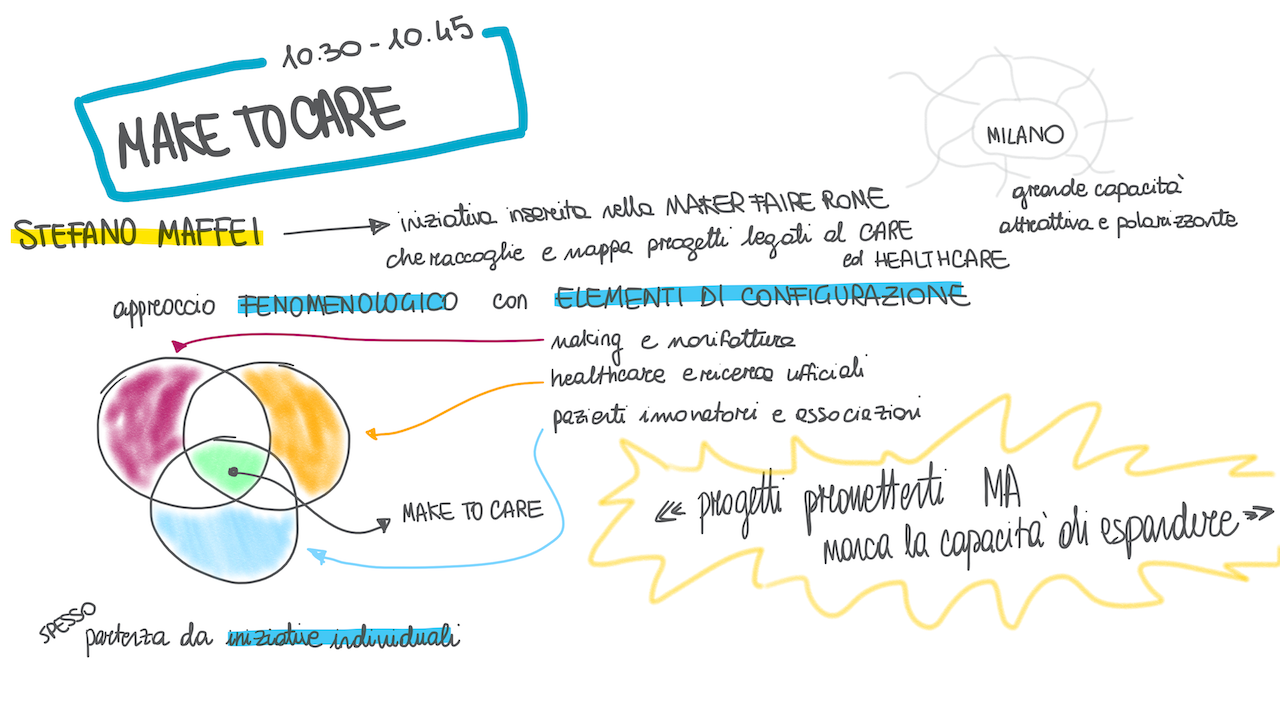 10.30 - 10.45
MAKE TO CARE
MILANO
grande capacità
attrattiva e polarizzante
STEFANO MAFFEI
iniziativa inserita nella MAKER FAIRE ROME
che raccoglie e mappa progetti legati al CARE
ed HEALTHCARE
approccio FENOMENOLOGICO con ELEMENTI DI CONFIGURAZIONE
making e manifattura
healthcare e ricerca ufficiali
pazienti innovatori e associazioni
MAKE TO CARE
« progetti promettenti MA
manca la capacità di espandere »
SPESSO
partenza da iniziative individuali